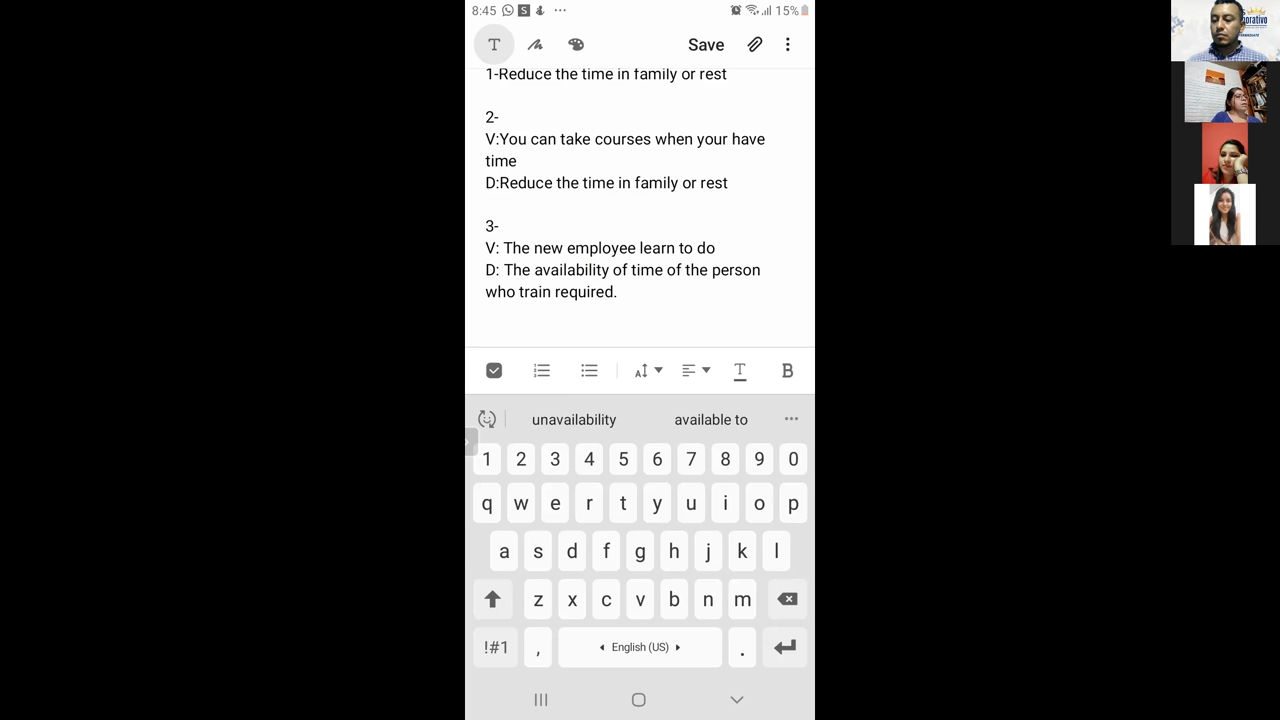 8:45 S 15%
T Save
1-Reduce the time in family or rest
2-
V:You can take courses when your have
time
D:Reduce the time in family or rest
3-
V: The new employee learn to do
D: The availability of time of the person
who train required.
T B
unavailability available to
1 2 3 4 5 6 7 8 9 0
q w e r t y u i o p
a s d f g h j k l
z x c v b n m
!#1 , English (US) .